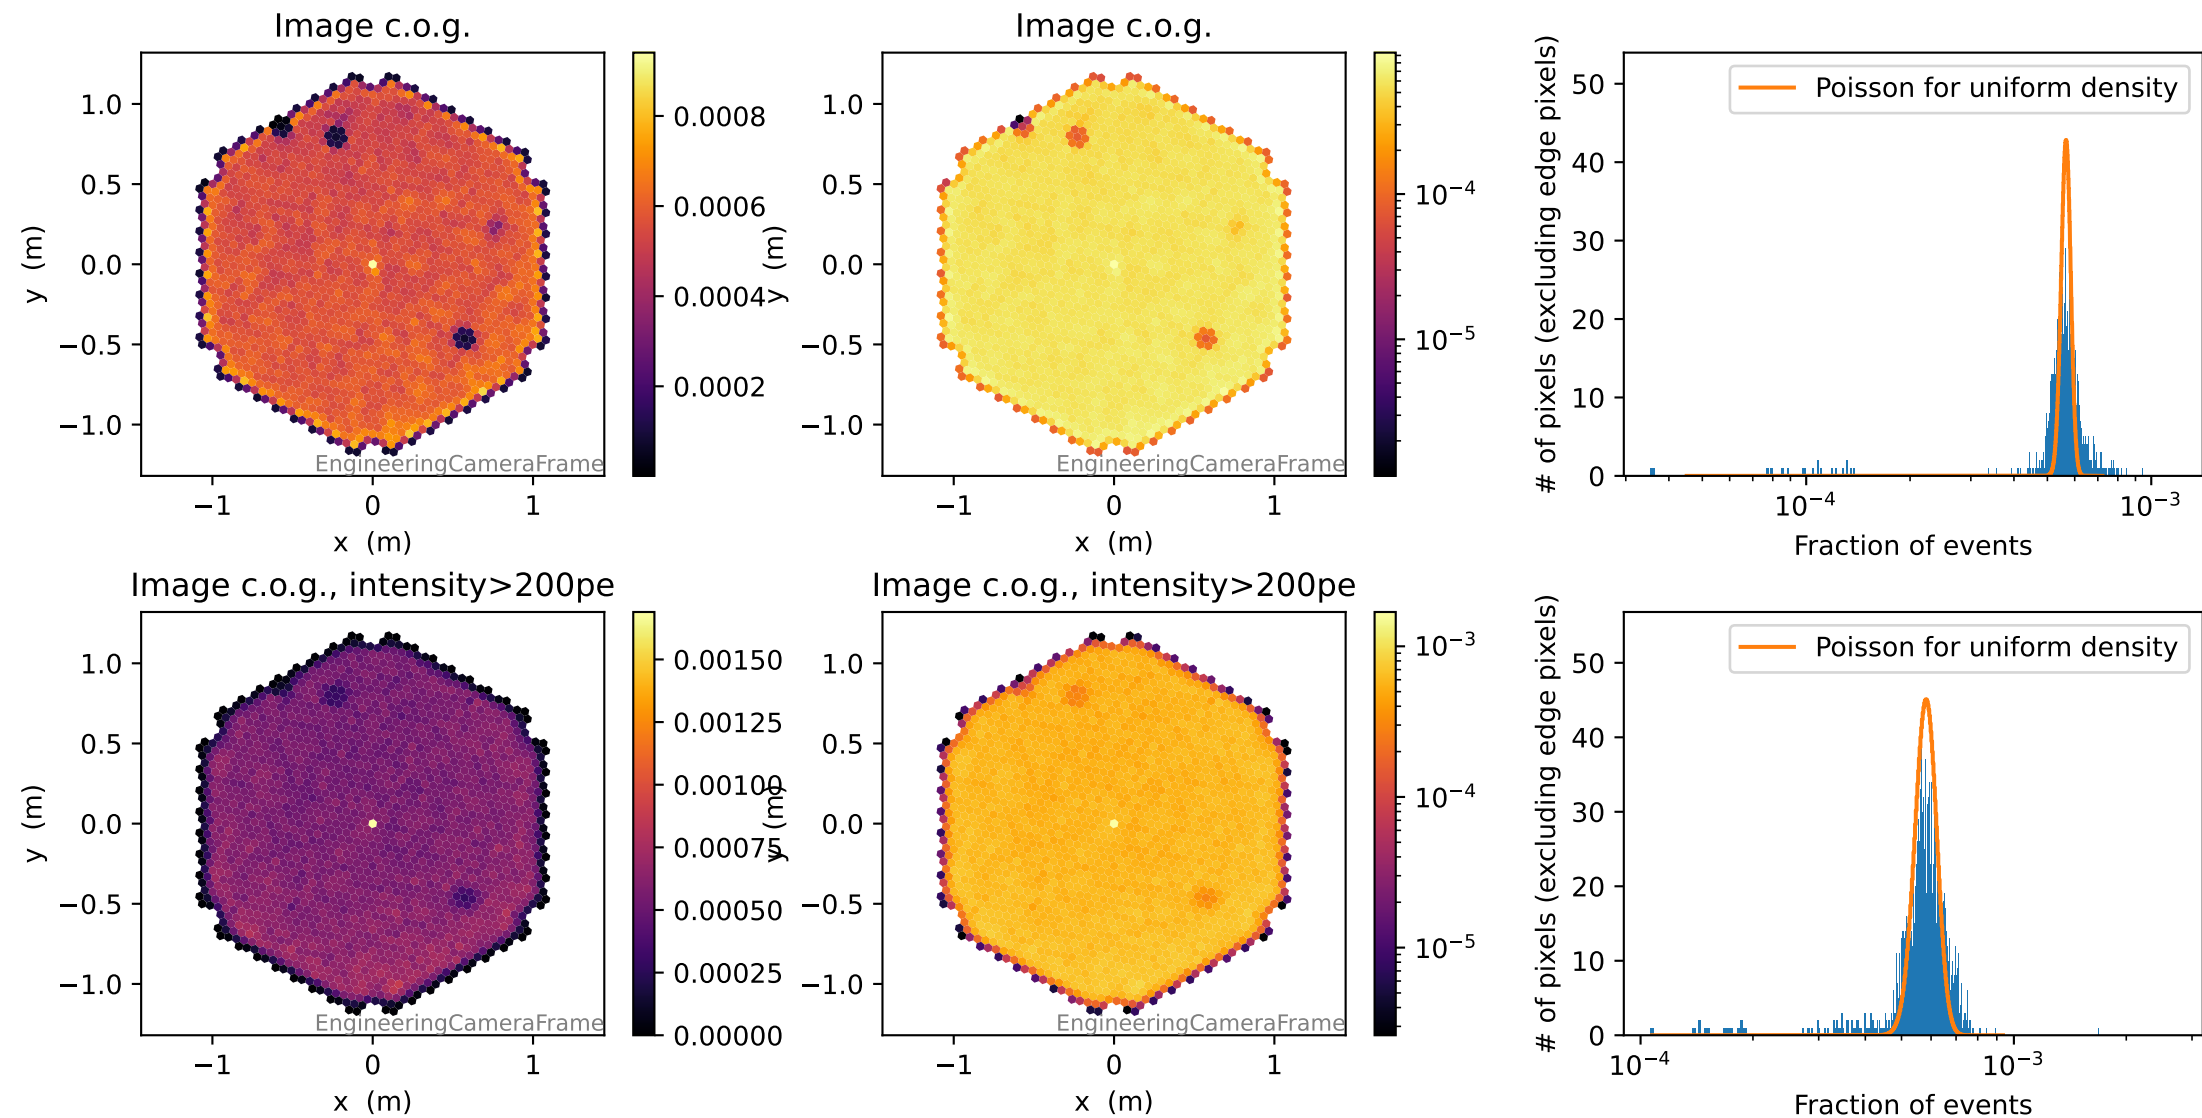 Image c.o.g.
y (m)
1.0
0.5
0.0
−0.5
−1.0
EngineeringCameraFrame
−1 0 1
x (m)
0.0008
0.0006
0.0004
0.0002
Image c.o.g.
y (m)
1.0
0.5
0.0
−0.5
−1.0
EngineeringCameraFrame
−1 0 1
x (m)
10⁻⁴
10⁻⁵
# of pixels (excluding edge pixels)
50
40
30
20
10
0
Poisson for uniform density
10⁻⁴ 10⁻³
Fraction of events
Image c.o.g., intensity>200pe
y (m)
1.0
0.5
0.0
−0.5
−1.0
EngineeringCameraFrame
−1 0 1
x (m)
0.00150
0.00125
0.00100
0.00075
0.00050
0.00025
0.00000
Image c.o.g., intensity>200pe
y (m)
1.0
0.5
0.0
−0.5
−1.0
EngineeringCameraFrame
−1 0 1
x (m)
10⁻³
10⁻⁴
10⁻⁵
# of pixels (excluding edge pixels)
50
40
30
20
10
0
Poisson for uniform density
10⁻⁴ 10⁻³
Fraction of events